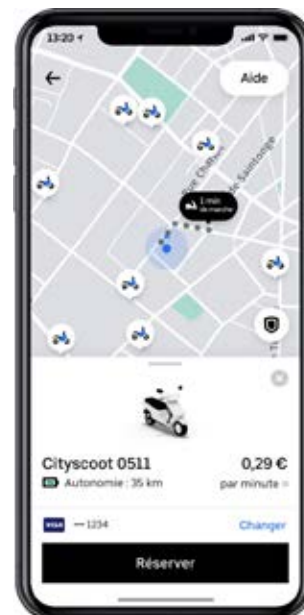 13:20
Aide
Rue Charlot
de Saintonge
1 min
de marche
Cityscoot 0511
0,29 €
Autonomie : 35 km
par minute
VISA
1234
Changer
Réserver